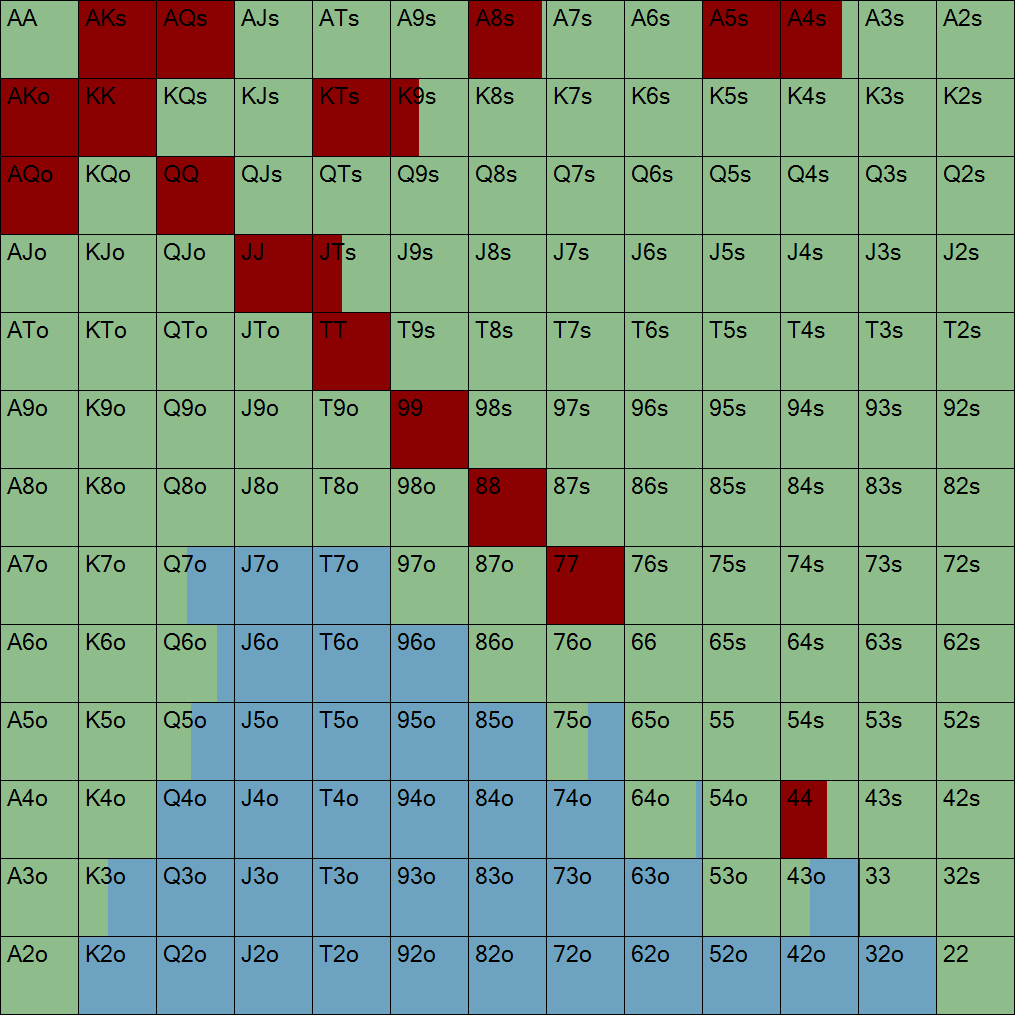 AA AKs AQs AJs ATs A9s A8s A7s A6s A5s A4s A3s A2s
AKo KK KQs KJs KTs K9s K8s K7s K6s K5s K4s K3s K2s
AQo KQo QQ QJs QTs Q9s Q8s Q7s Q6s Q5s Q4s Q3s Q2s
AJo KJo QJo JJ JTs J9s J8s J7s J6s J5s J4s J3s J2s
ATo KTo QTo JTo TT T9s T8s T7s T6s T5s T4s T3s T2s
A9o K9o Q9o J9o T9o 99 98s 97s 96s 95s 94s 93s 92s
A8o K8o Q8o J8o T8o 98o 88 87s 86s 85s 84s 83s 82s
A7o K7o Q7o J7o T7o 97o 87o 77 76s 75s 74s 73s 72s
A6o K6o Q6o J6o T6o 96o 86o 76o 66 65s 64s 63s 62s
A5o K5o Q5o J5o T5o 95o 85o 75o 65o 55 54s 53s 52s
A4o K4o Q4o J4o T4o 94o 84o 74o 64o 54o 44 43s 42s
A3o K3o Q3o J3o T3o 93o 83o 73o 63o 53o 43o 33 32s
A2o K2o Q2o J2o T2o 92o 82o 72o 62o 52o 42o 32o 22